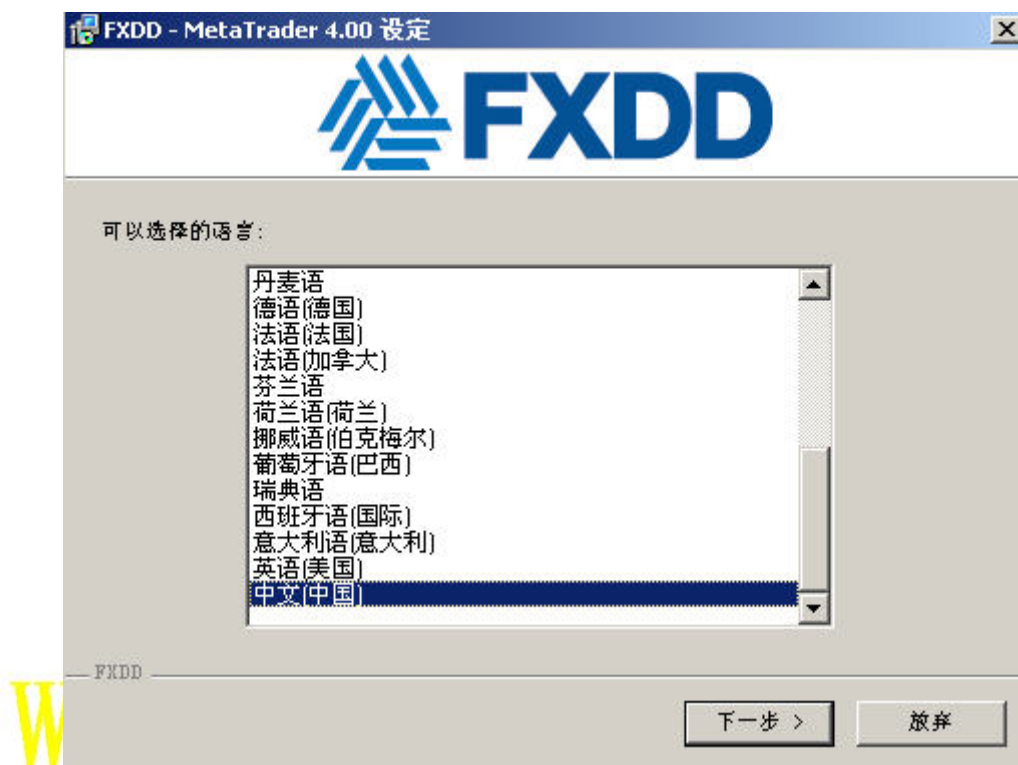 FXDD - MetaTrader 4.00 设定
FXDD
可以选择的语言:
丹麦语
德语(德国)
法语(法国)
法语(加拿大)
芬兰语
荷兰语(荷兰)
挪威语(伯克梅尔)
葡萄牙语(巴西)
瑞典语
西班牙语(国际)
意大利语(意大利)
英语(美国)
中文(中国)
FXDD
W
下一步 >
放弃